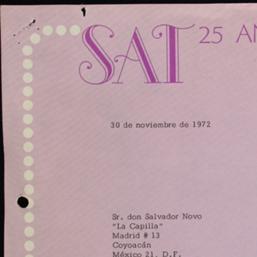 SAT 25 AN
30 de noviembre de 1972
Sr. don Salvador Novo
"La Capilla"
Madrid # 13
Coyoacán
México 21, D.F.